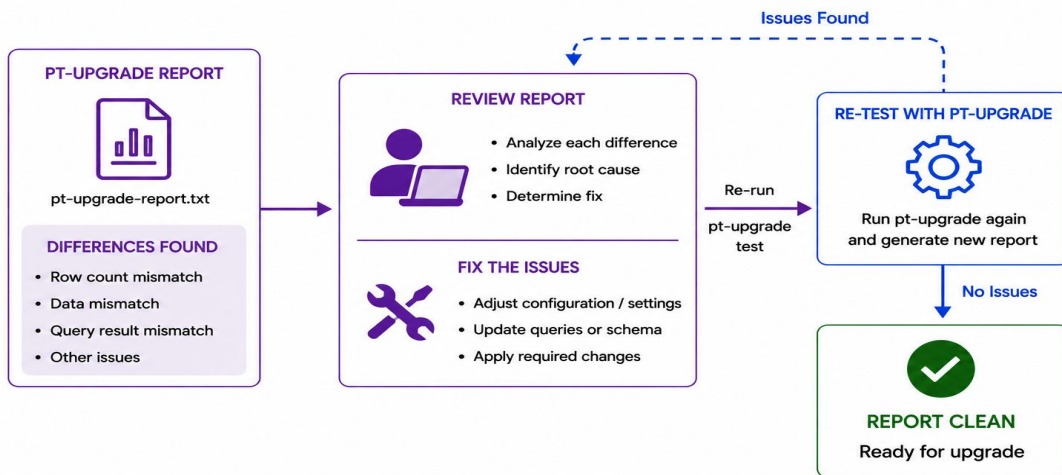 Issues Found
PT-UPGRADE REPORT
pt-upgrade-report.txt
DIFFERENCES FOUND
• Row count mismatch
• Data mismatch
• Query result mismatch
• Other issues
REVIEW REPORT
• Analyze each difference
• Identify root cause
• Determine fix
FIX THE ISSUES
• Adjust configuration / settings
• Update queries or schema
• Apply required changes
Re-run
pt-upgrade
test
RE-TEST WITH PT-UPGRADE
Run pt-upgrade again
and generate new report
No Issues
REPORT CLEAN
Ready for upgrade